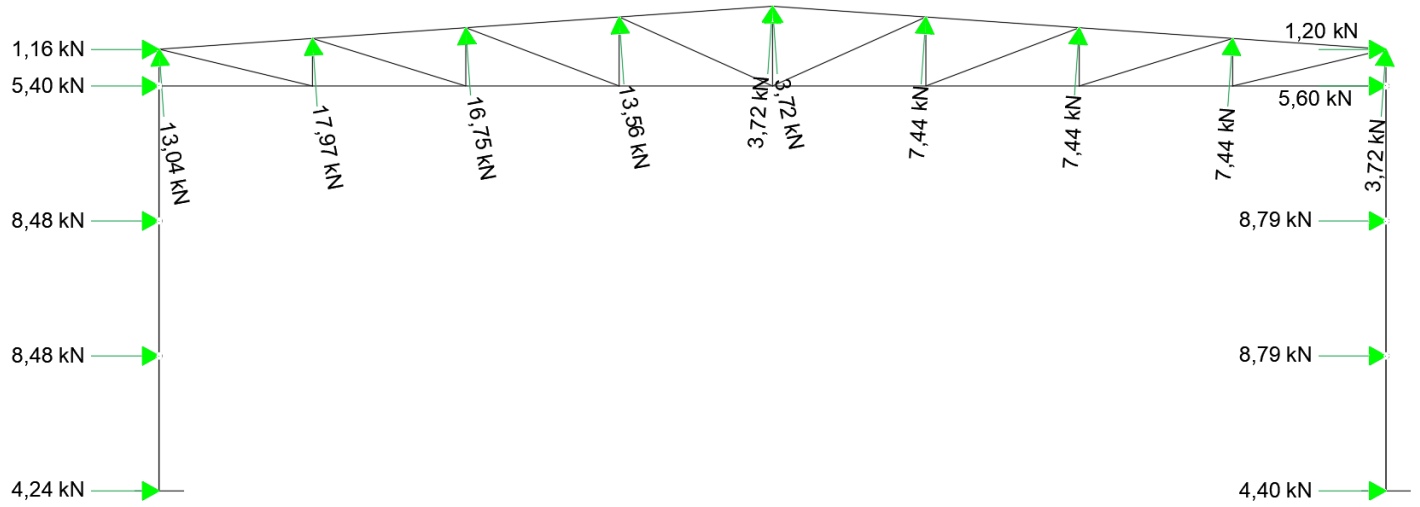 1,16 kN
1,20 kN
5,40 kN
5,60 kN
13,04 kN
17,97 kN
16,75 kN
13,56 kN
3,72 kN
3,72 kN
7,44 kN
7,44 kN
7,44 kN
3,72 kN
8,48 kN
8,79 kN
8,48 kN
8,79 kN
4,24 kN
4,40 kN